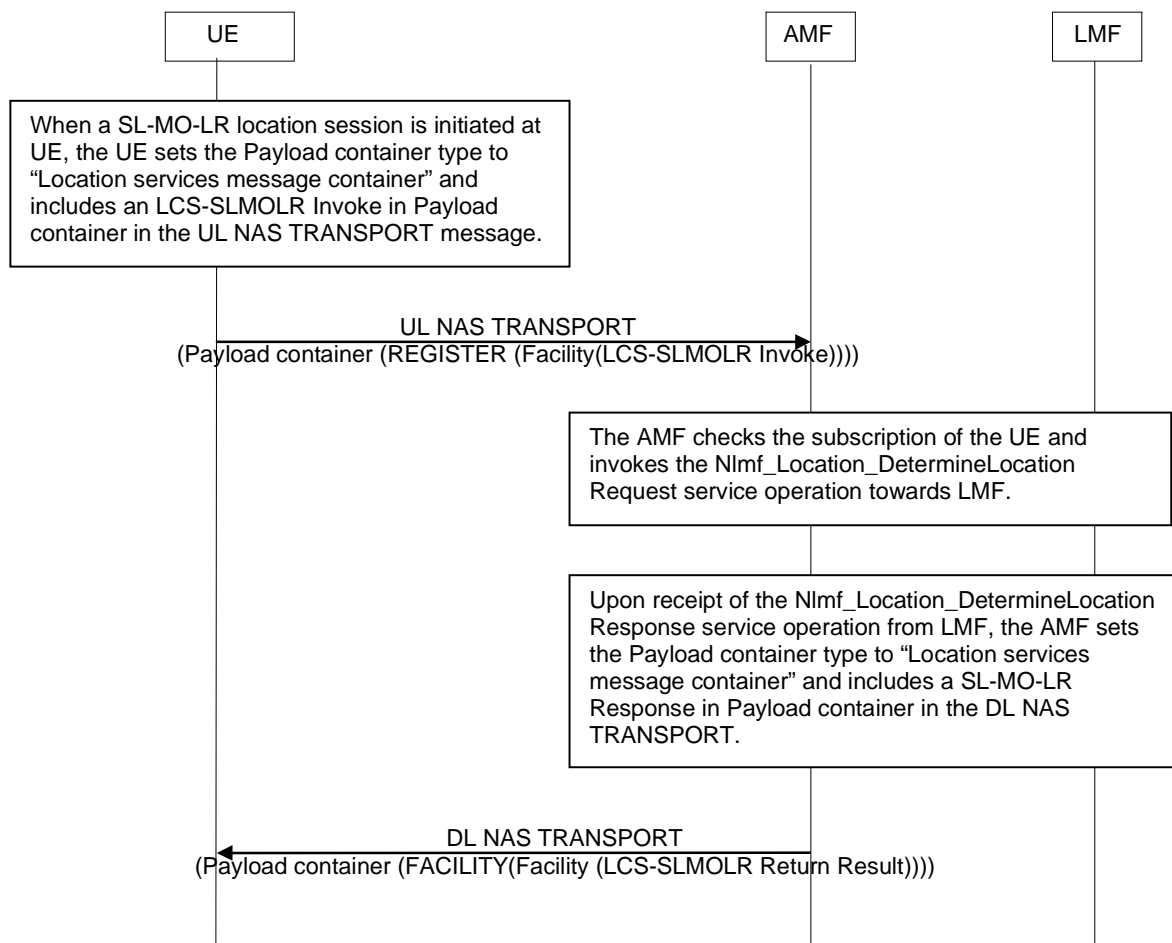 UE
AMF
LMF
When a SL-MO-LR location session is initiated at
UE, the UE sets the Payload container type to
“Location services message container” and
includes an LCS-SLMOLR Invoke in Payload
container in the UL NAS TRANSPORT message.
UL NAS TRANSPORT
(Payload container (REGISTER (Facility(LCS-SLMOLR Invoke))))
The AMF checks the subscription of the UE and
invokes the Nlmf_Location_DetermineLocation
Request service operation towards LMF.
Upon receipt of the Nlmf_Location_DetermineLocation
Response service operation from LMF, the AMF sets
the Payload container type to “Location services
message container” and includes a SL-MO-LR
Response in Payload container in the DL NAS
TRANSPORT.
DL NAS TRANSPORT
(Payload container (FACILITY(Facility (LCS-SLMOLR Return Result))))